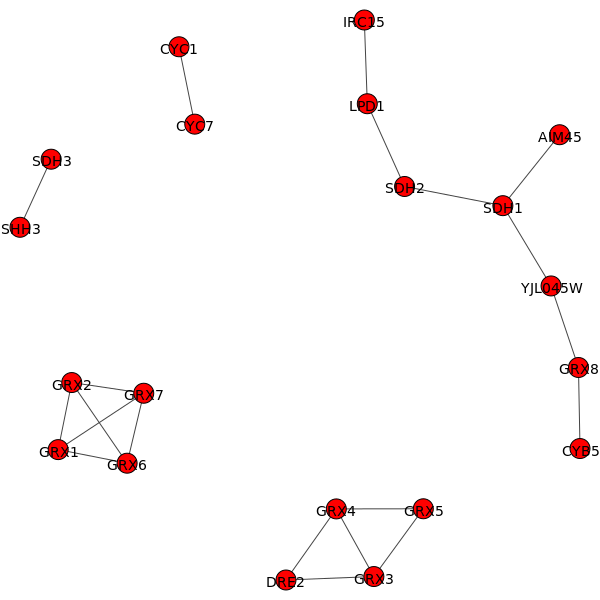 IRC15
CYC1
LPD1
CYC7
AIM45
SDH3
SDH2
SDH1
SHH3
YJL045W
GRX8
GRX2
GRX7
GRX1
CYB5
GRX6
GRX4
GRX5
DRE2
GRX3